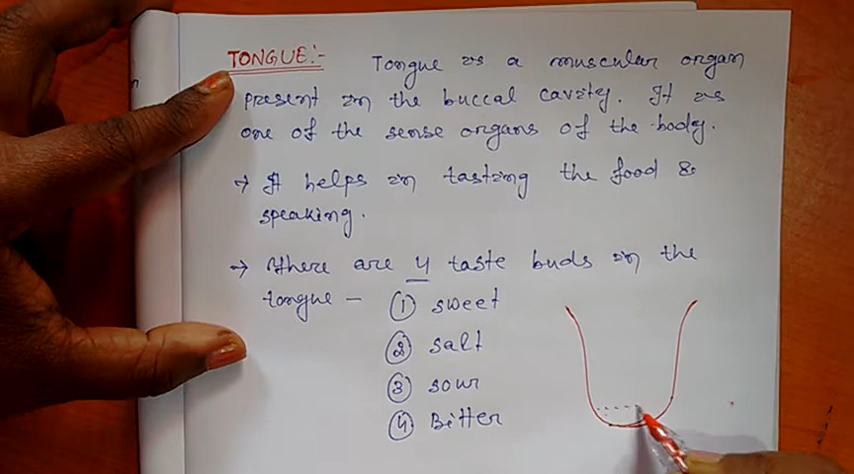 TONGUE:- Tongue is a muscular organ
present in the buccal cavity. It is
one of the sense organs of the body.
→ It helps in tasting the food &
speaking.
→ There are 4 taste buds in the
tongue — ① sweet
② salt
③ sour
④ Bitter